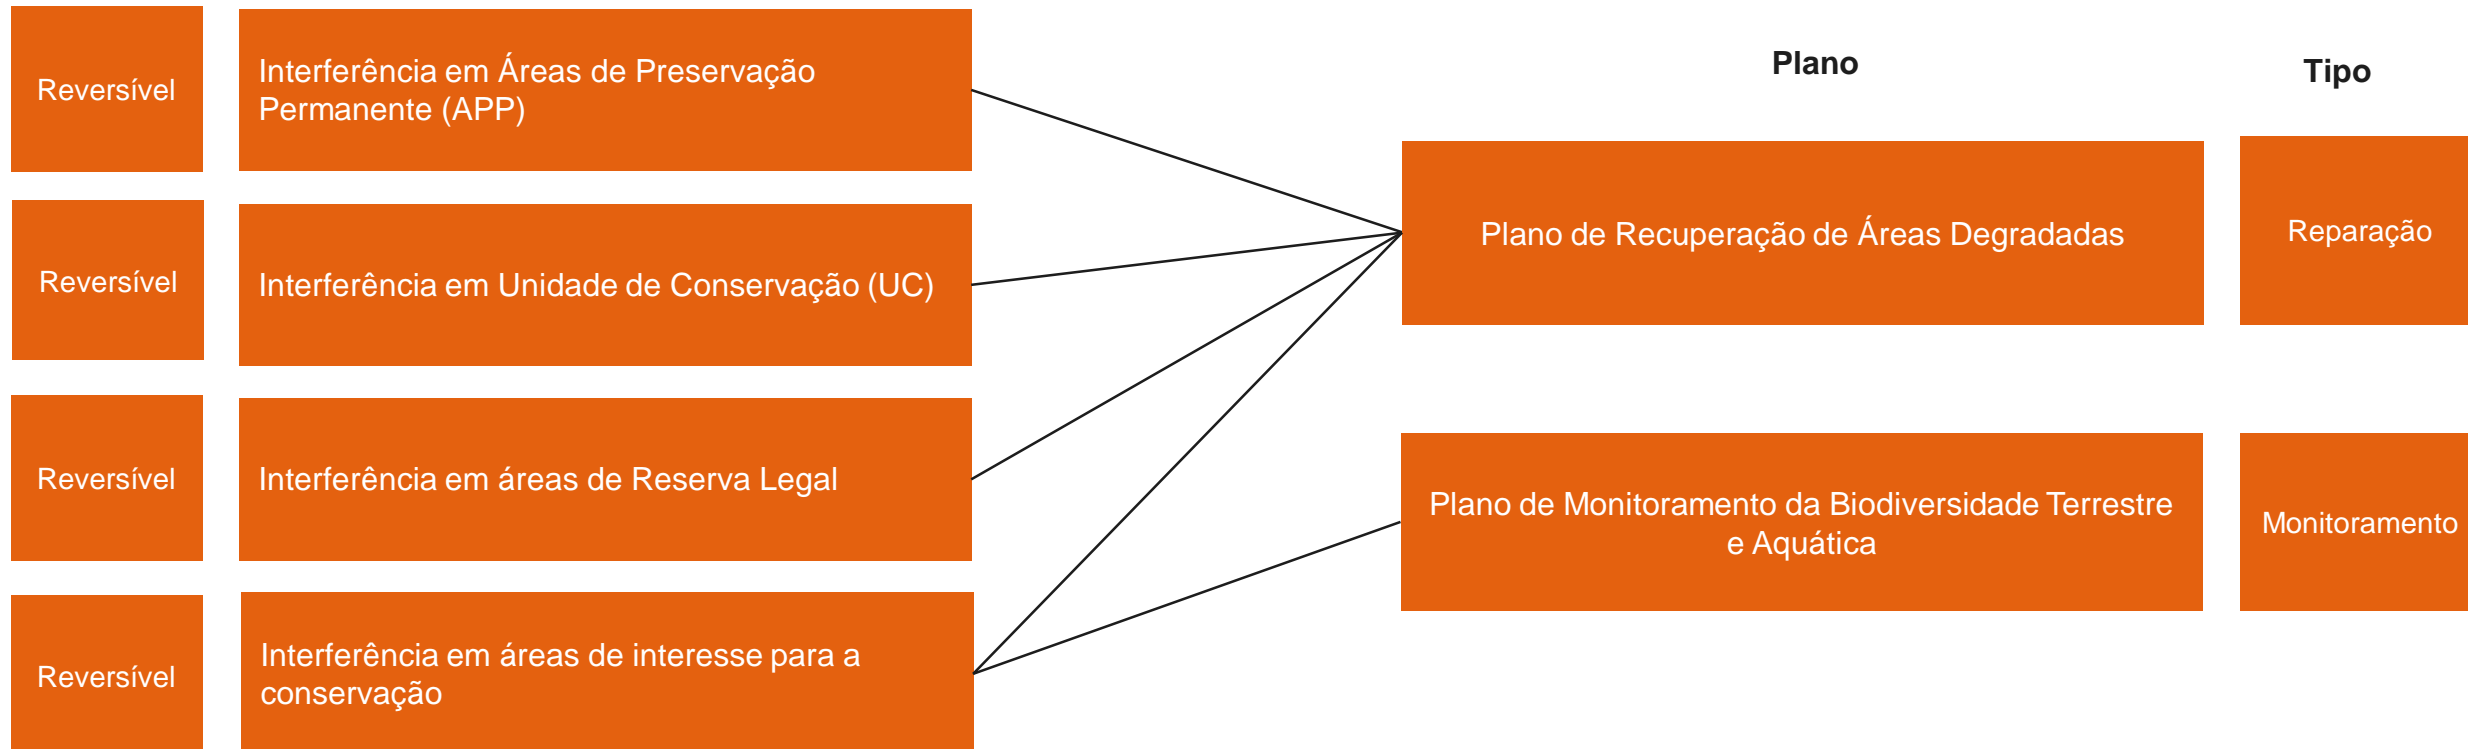 Plano
Tipo
Reversível
Interferência em Áreas de Preservação
Permanente (APP)
Reversível
Interferência em Unidade de Conservação (UC)
Reversível
Interferência em áreas de Reserva Legal
Reversível
Interferência em áreas de interesse para a
conservação
Plano de Recuperação de Áreas Degradadas
Reparação
Plano de Monitoramento da Biodiversidade Terrestre
e Aquática
Monitoramento